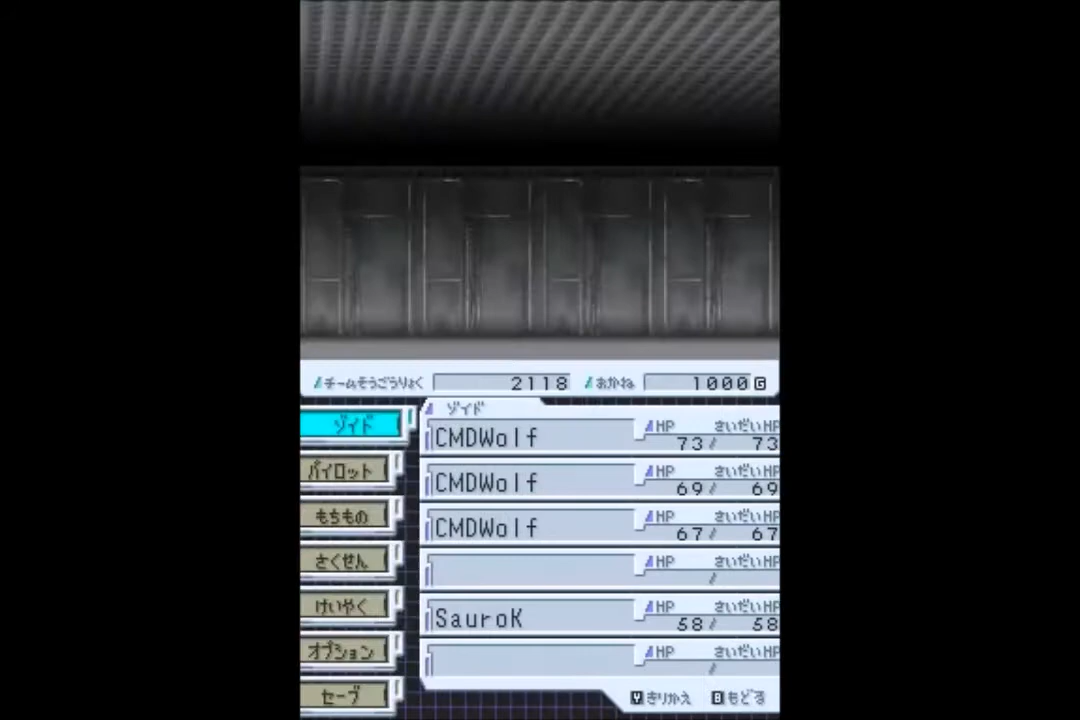 チームそうごうりょく 2118 おかね 1000G
ゾイド
ゾイド
CMDWolf HP さいだいHP
73/ 73
パイロット
CMDWolf HP さいだいHP
69/ 69
もちもの
CMDWolf HP さいだいHP
67/ 67
さくせん
HP さいだいHP
/
けいやく
SauroK HP さいだいHP
58/ 58
オプション
HP さいだいHP
/
セーブ
Y きりかえ B もどる